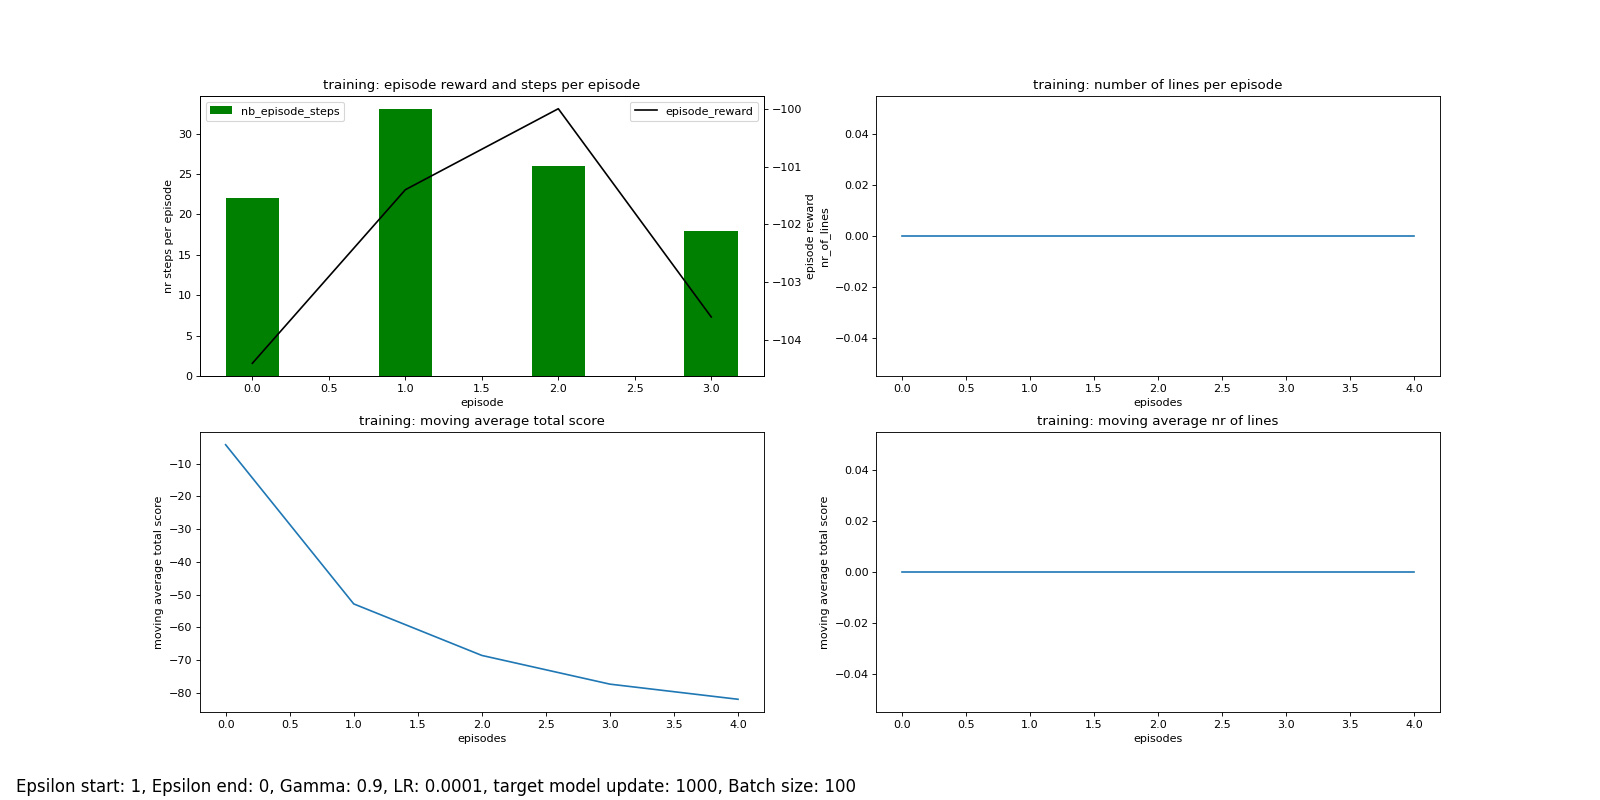 training: episode reward and steps per episode
nb_episode_steps
episode_reward
nr steps per episode
30
25
20
15
10
5
0
−100
−101
−102
−103
−104
episode reward
0.0 0.5 1.0 1.5 2.0 2.5 3.0
episode
training: number of lines per episode
nr_of_lines
0.04
0.02
0.00
−0.02
−0.04
0.0 0.5 1.0 1.5 2.0 2.5 3.0 3.5 4.0
episodes
training: moving average total score
moving average total score
−10
−20
−30
−40
−50
−60
−70
−80
0.0 0.5 1.0 1.5 2.0 2.5 3.0 3.5 4.0
episodes
training: moving average nr of lines
moving average total score
0.04
0.02
0.00
−0.02
−0.04
0.0 0.5 1.0 1.5 2.0 2.5 3.0 3.5 4.0
episodes
Epsilon start: 1, Epsilon end: 0, Gamma: 0.9, LR: 0.0001, target model update: 1000, Batch size: 100